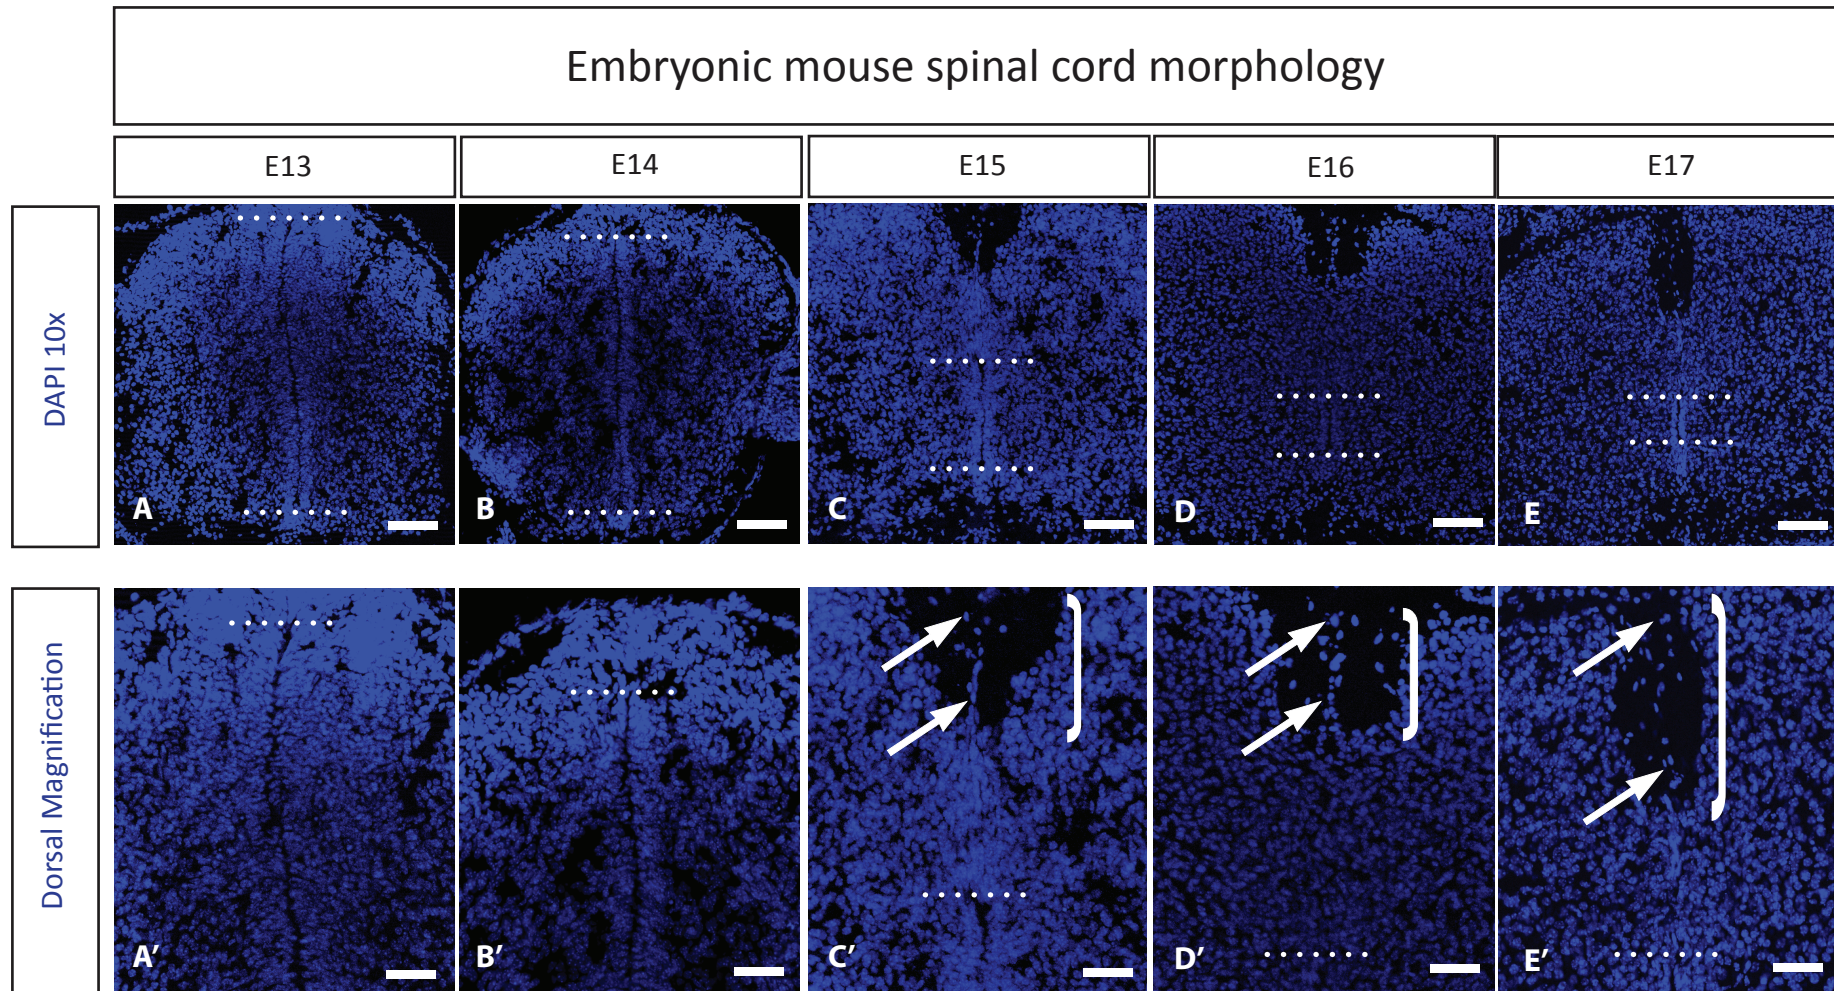 Embryonic mouse spinal cord morphology
E13 E14 E15 E16 E17
DAPI 10x
A B C D E
Dorsal Magnification
A′ B′ C′ D′ E′